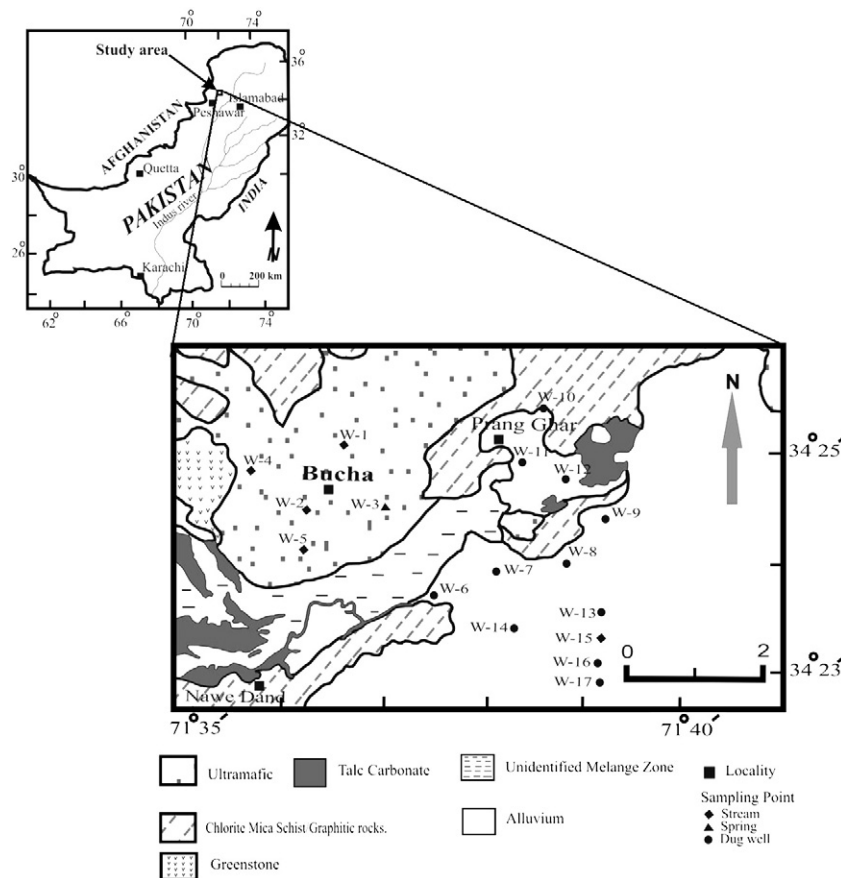 70° 74°
Study area
36°
Islamabad
Peshawar
32°
AFGHANISTAN
Quetta
30°
PAKISTAN
Indus river
INDIA
26°
N
Karachi
0 200 km
62° 66° 70° 74°
N
W-10
Prang Ghar
W-1
34°25'
W-11
W-4
W-12
Bucha
W-2 W-3
W-9
W-5
W-8
W-7
W-6
W-13
W-14
W-15
0 2
W-16
34°23'
W-17
Nawe Dand
71°35' 71°40'
Ultramafic
Talc Carbonate
Unidentified Melange Zone
Locality
Sampling Point
Stream
Spring
Dug well
Chlorite Mica Schist Graphitic rocks.
Alluvium
Greenstone